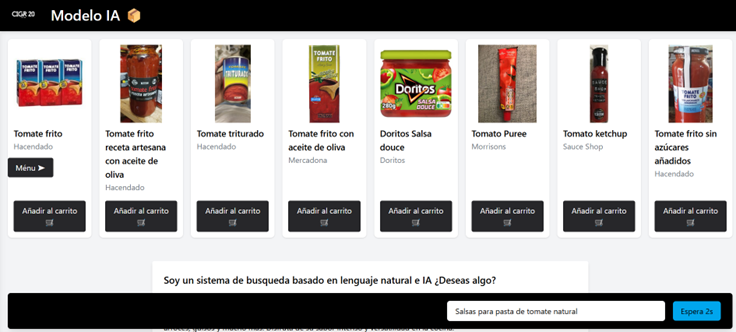 CIGR 20 Modelo IA
TOMATE FRITO
TRITURADO
TOMATE FRITO
Doritos
SALSA DOUCE
280g
TOMATE FRITO
Tomate frito
Hacendado
Tomate frito receta artesana con aceite de oliva
Hacendado
Tomate triturado
Hacendado
Tomate frito con aceite de oliva
Mercadona
Doritos Salsa douce
Doritos
Tomato Puree
Morrisons
Tomato ketchup
Sauce Shop
Tomate frito sin azúcares añadidos
Hacendado
Ménu
Añadir al carrito
Añadir al carrito
Añadir al carrito
Añadir al carrito
Añadir al carrito
Añadir al carrito
Añadir al carrito
Añadir al carrito
Soy un sistema de busqueda basado en lenguaje natural e IA ¿Deseas algo?
Salsas para pasta de tomate natural
Espera 2s